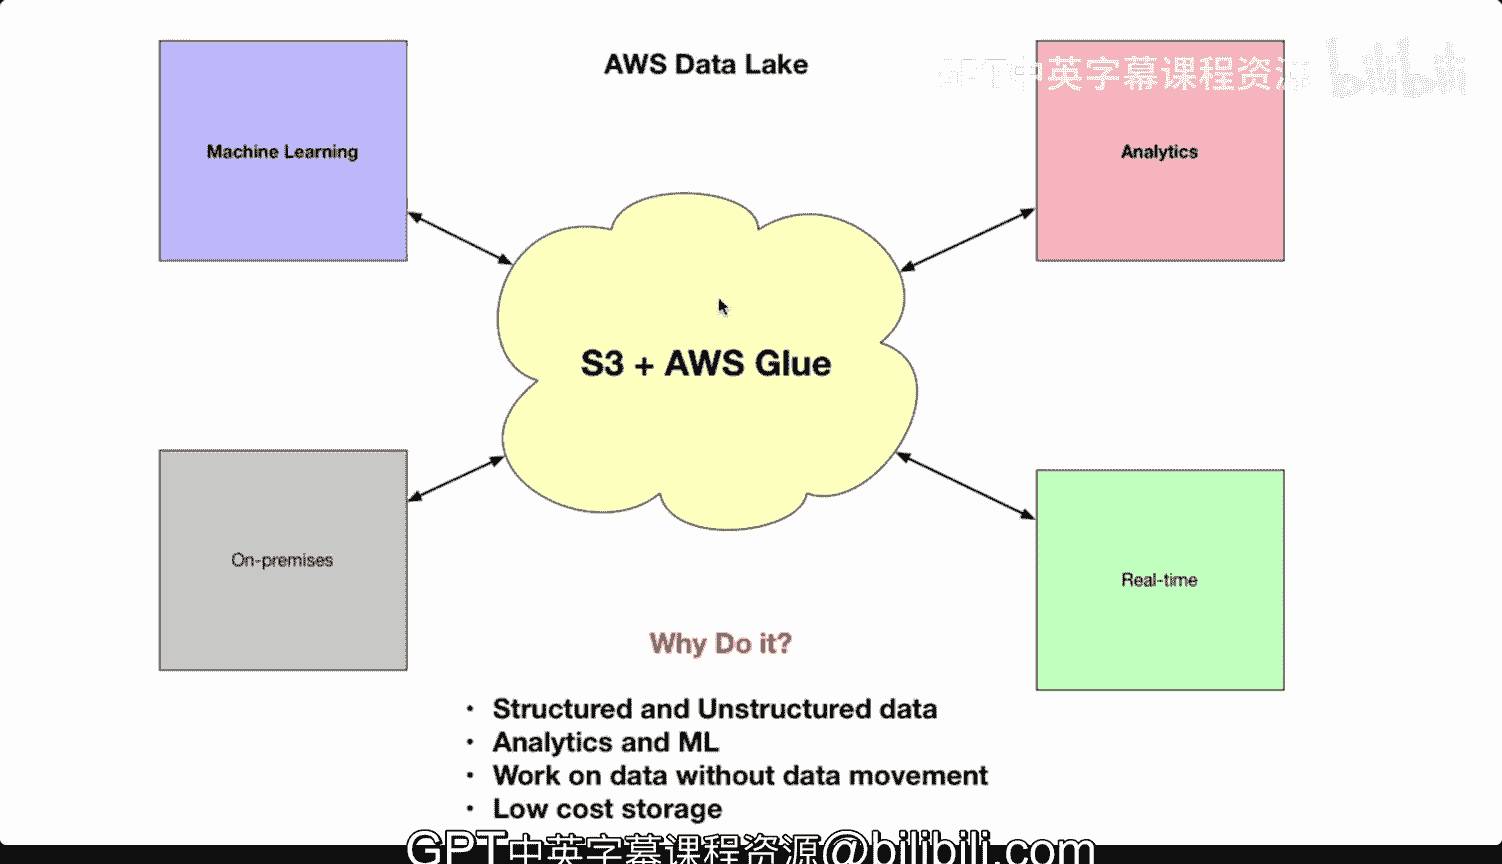 AWS Data Lake
GPT中英字幕课程资源 bilibili
Machine Learning
Analytics
S3 + AWS Glue
On-premises
Real-time
Why Do it?
• Structured and Unstructured data
• Analytics and ML
• Work on data without data movement
• Low cost storage
GPT中英字幕课程资源@bilibili.com